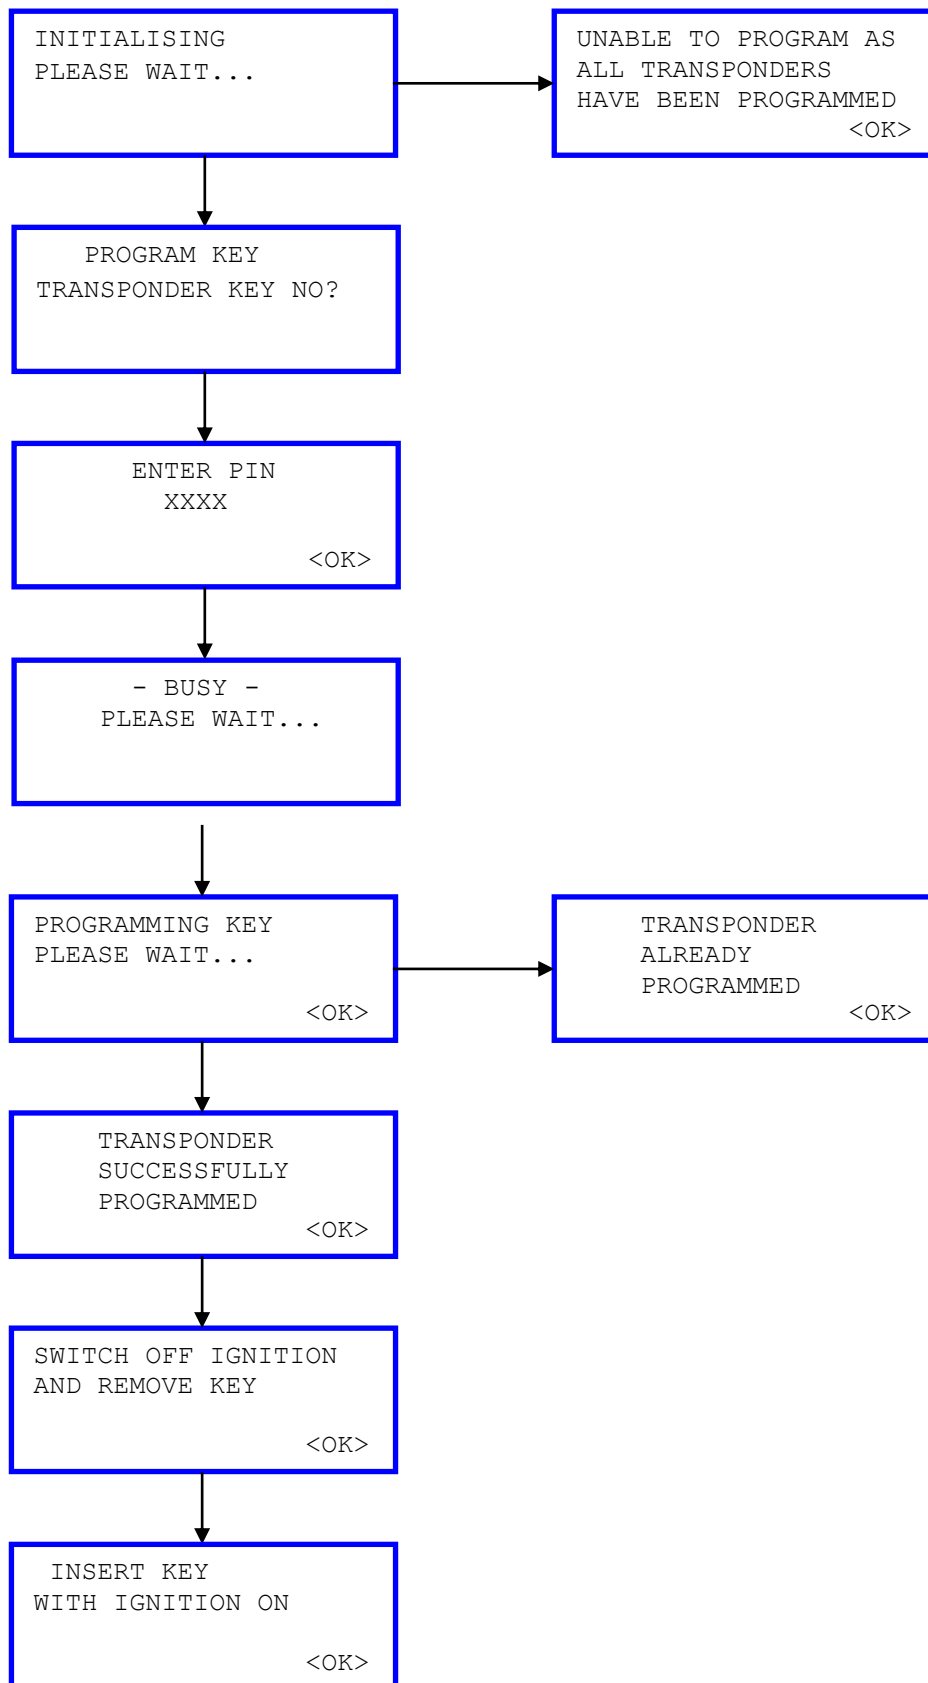 INITIALISING
PLEASE WAIT...
UNABLE TO PROGRAM AS
ALL TRANSPONDERS
HAVE BEEN PROGRAMMED
<OK>
PROGRAM KEY
TRANSPONDER KEY NO?
ENTER PIN
XXXX
<OK>
- BUSY -
PLEASE WAIT...
PROGRAMMING KEY
PLEASE WAIT...
<OK>
TRANSPONDER
ALREADY
PROGRAMMED
<OK>
TRANSPONDER
SUCCESSFULLY
PROGRAMMED
<OK>
SWITCH OFF IGNITION
AND REMOVE KEY
<OK>
INSERT KEY
WITH IGNITION ON
<OK>